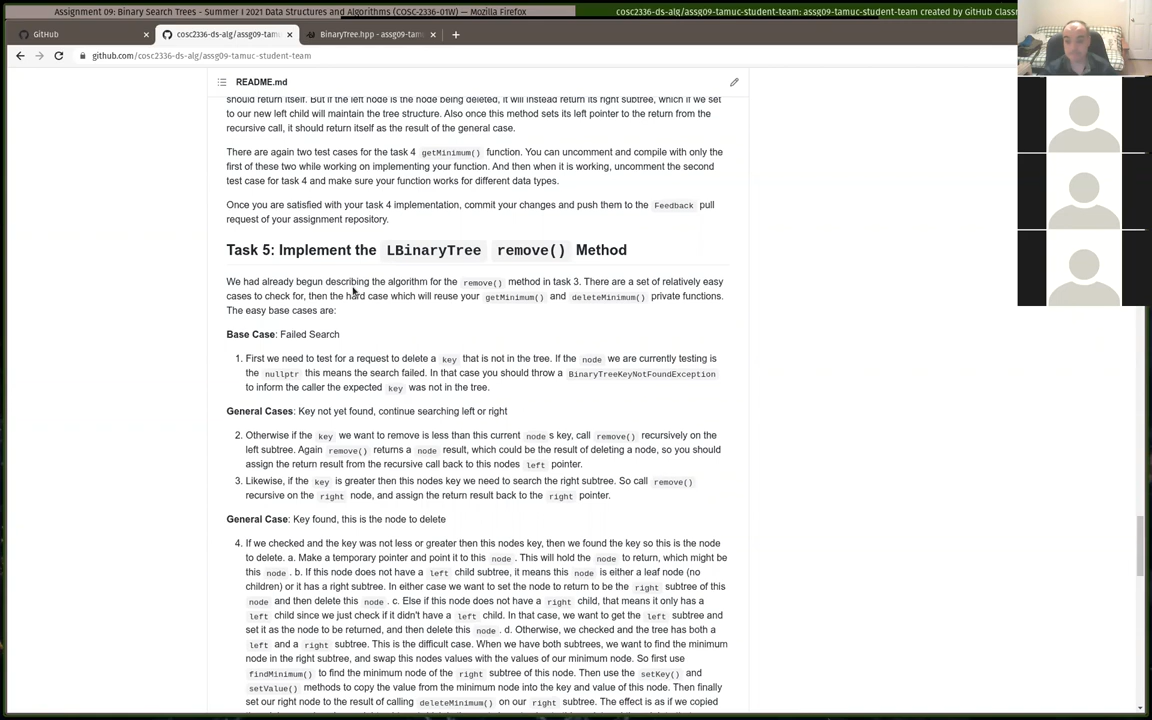 Assignment 09: Binary Search Trees - Summer I 2021 Data Structures and Algorithms (COSC-2336-01W) — Mozilla Firefox
cosc2336-ds-alg/assg09-tamuc-student-team: assg09-tamuc-student-team created by GitHub Classr
GitHub
cosc2336-ds-alg/assg09-tamu
BinaryTree.hpp - assg09-tam
github.com/cosc2336-ds-alg/assg09-tamuc-student-team
README.md
should return itself. But if the left node is the node being deleted, it will instead return its right subtree, which if we set
to our new left child will maintain the tree structure. Also once this method sets its left pointer to the return from the
recursive call, it should return itself as the result of the general case.
There are again two test cases for the task 4 getMinimum() function. You can uncomment and compile with only the
first of these two while working on implementing your function. And then when it is working, uncomment the second
test case for task 4 and make sure your function works for different data types.
Once you are satisfied with your task 4 implementation, commit your changes and push them to the Feedback pull
request of your assignment repository.
Task 5: Implement the LBinaryTree remove() Method
We had already begun describing the algorithm for the remove() method in task 3. There are a set of relatively easy
cases to check for, then the hard case which will reuse your getMinimum() and deleteMinimum() private functions.
The easy base cases are:
Base Case: Failed Search
1. First we need to test for a request to delete a key that is not in the tree. If the node we are currently testing is
the nullptr this means the search failed. In that case you should throw a BinaryTreeKeyNotFoundException
to inform the caller the expected key was not in the tree.
General Cases: Key not yet found, continue searching left or right
2. Otherwise if the key we want to remove is less than this current node s key, call remove() recursively on the
left subtree. Again remove() returns a node result, which could be the result of deleting a node, so you should
assign the return result from the recursive call back to this nodes left pointer.
3. Likewise, if the key is greater then this nodes key we need to search the right subtree. So call remove()
recursive on the right node, and assign the return result back to the right pointer.
General Case: Key found, this is the node to delete
4. If we checked and the key was not less or greater then this nodes key, then we found the key so this is the node
to delete. a. Make a temporary pointer and point it to this node . This will hold the node to return, which might be
this node . b. If this node does not have a left child subtree, it means this node is either a leaf node (no
children) or it has a right subtree. In either case we want to set the node to return to be the right subtree of this
node and then delete this node . c. Else if this node does not have a right child, that means it only has a
left child since we just check if it didn't have a left child. In that case, we want to get the left subtree and
set it as the node to be returned, and then delete this node . d. Otherwise, we checked and the tree has both a
left and a right subtree. This is the difficult case. When we have both subtrees, we want to find the minimum
node in the right subtree, and swap this nodes values with the values of our minimum node. So first use
findMinimum() to find the minimum node of the right subtree of this node. Then use the setKey() and
setValue() methods to copy the value from the minimum node into the key and value of this node. Then finally
set our right node to the result of calling deleteMinimum() on our right subtree. The effect is as if we copied